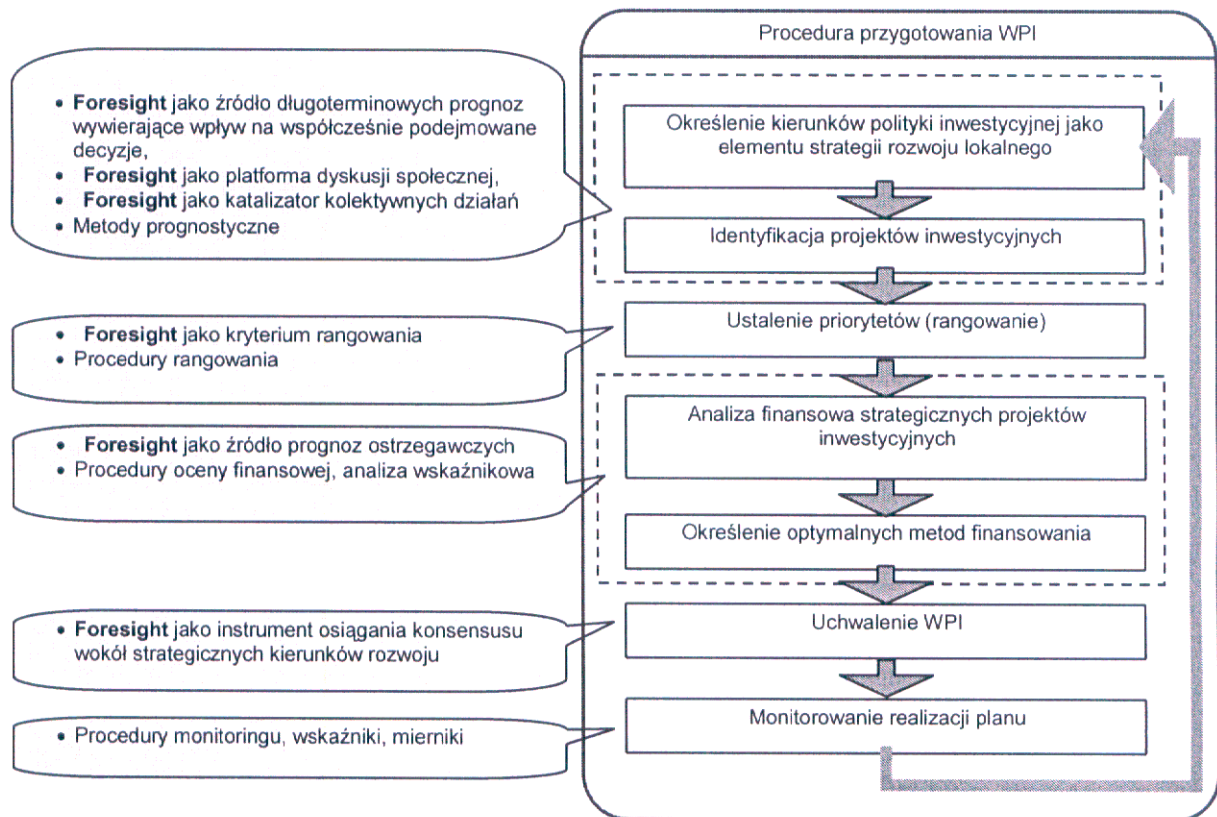 Procedura przygotowania WPI
• Foresight jako źródło długoterminowych prognoz
wywierające wpływ na współcześnie podejmowane
decyzje,
• Foresight jako platforma dyskusji społecznej,
• Foresight jako katalizator kolektywnych działań
• Metody prognostyczne
Określenie kierunków polityki inwestycyjnej jako
elementu strategii rozwoju lokalnego
Identyfikacja projektów inwestycyjnych
• Foresight jako kryterium rangowania
• Procedury rangowania
Ustalenie priorytetów (rangowanie)
• Foresight jako źródło prognoz ostrzegawczych
• Procedury oceny finansowej, analiza wskaźnikowa
Analiza finansowa strategicznych projektów
inwestycyjnych
Określenie optymalnych metod finansowania
• Foresight jako instrument osiągania konsensusu
wokół strategicznych kierunków rozwoju
Uchwalenie WPI
• Procedury monitoringu, wskaźniki, mierniki
Monitorowanie realizacji planu